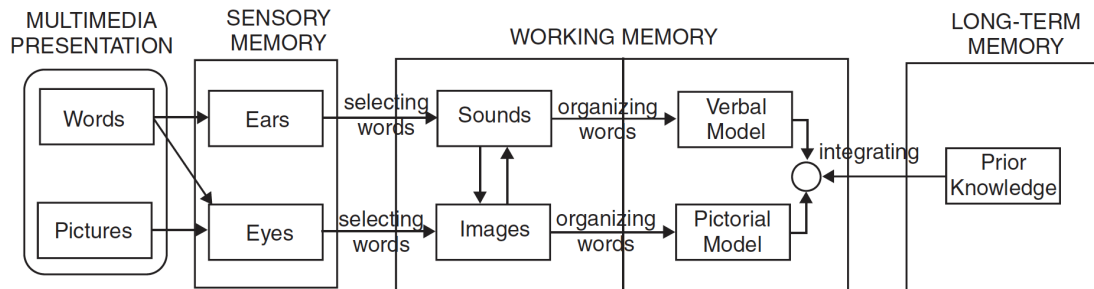 MULTIMEDIA
PRESENTATION
SENSORY
MEMORY
WORKING MEMORY
LONG-TERM
MEMORY
Words
Ears
selecting
words
Sounds
organizing
words
Verbal
Model
integrating
Prior
Knowledge
Pictures
Eyes
selecting
words
Images
organizing
words
Pictorial
Model